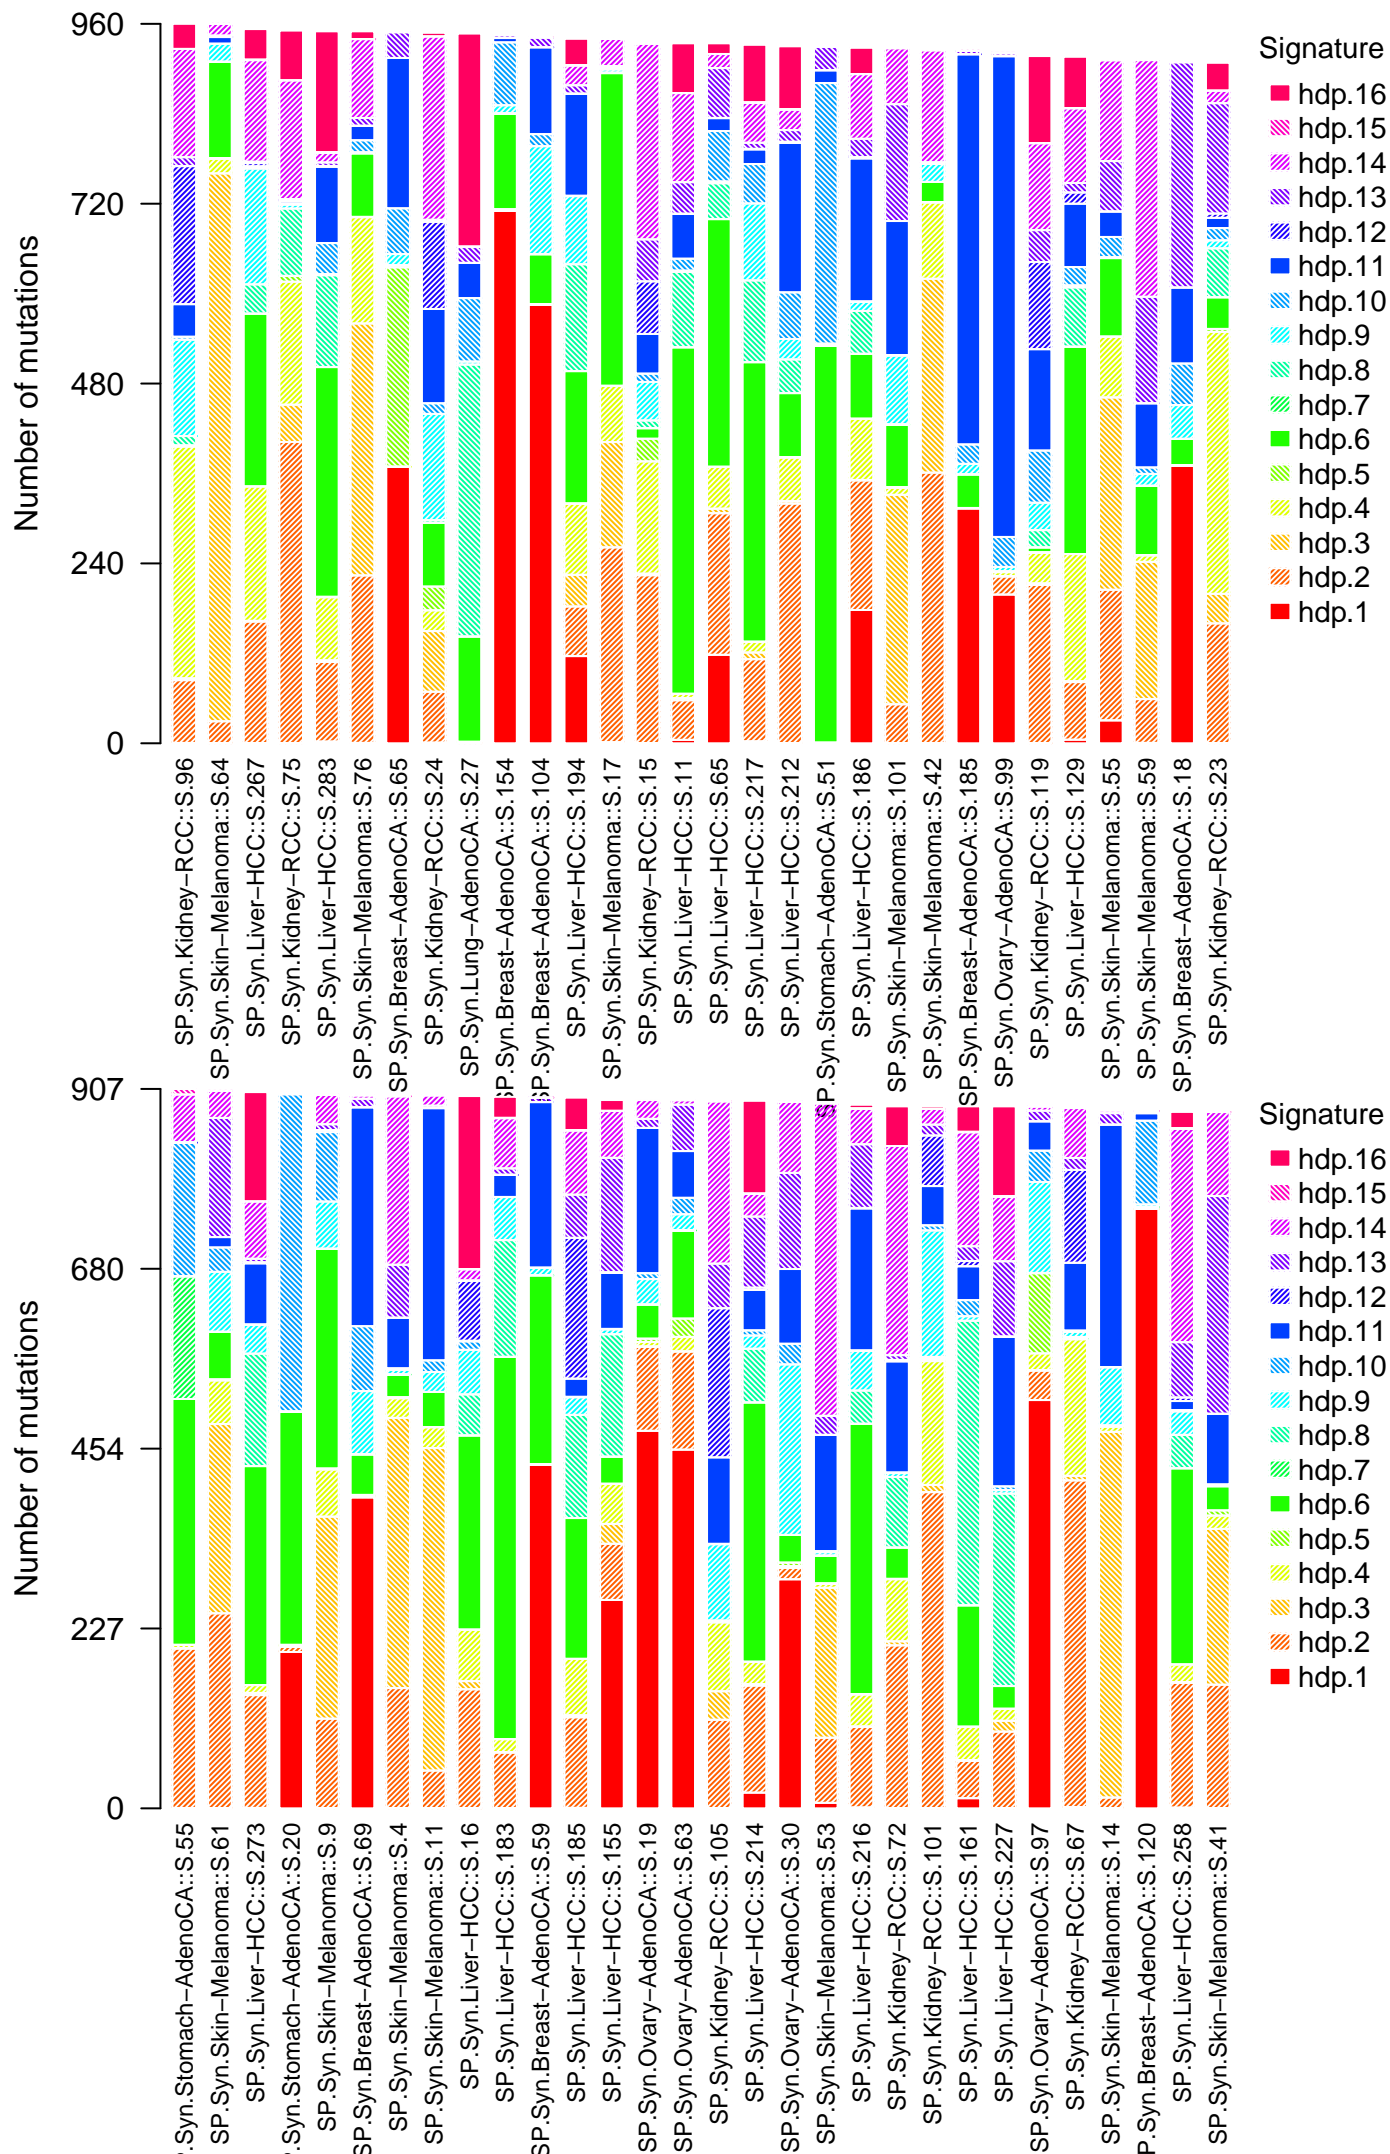 Number of mutations
960
720
480
240
0
Signature
hdp.16
hdp.15
hdp.14
hdp.13
hdp.12
hdp.11
hdp.10
hdp.9
hdp.8
hdp.7
hdp.6
hdp.5
hdp.4
hdp.3
hdp.2
hdp.1
SP.Syn.Kidney−RCC::S.96
SP.Syn.Skin−Melanoma::S.64
SP.Syn.Liver−HCC::S.267
SP.Syn.Kidney−RCC::S.75
SP.Syn.Liver−HCC::S.283
SP.Syn.Skin−Melanoma::S.76
SP.Syn.Breast−AdenoCA::S.65
SP.Syn.Kidney−RCC::S.24
SP.Syn.Lung−AdenoCA::S.27
SP.Syn.Breast−AdenoCA::S.154
SP.Syn.Breast−AdenoCA::S.104
SP.Syn.Liver−HCC::S.194
SP.Syn.Skin−Melanoma::S.17
SP.Syn.Kidney−RCC::S.15
SP.Syn.Liver−HCC::S.11
SP.Syn.Liver−HCC::S.65
SP.Syn.Liver−HCC::S.217
SP.Syn.Liver−HCC::S.212
SP.Syn.Stomach−AdenoCA::S.51
SP.Syn.Liver−HCC::S.186
SP.Syn.Skin−Melanoma::S.101
SP.Syn.Skin−Melanoma::S.42
SP.Syn.Breast−AdenoCA::S.185
SP.Syn.Ovary−AdenoCA::S.99
SP.Syn.Kidney−RCC::S.119
SP.Syn.Liver−HCC::S.129
SP.Syn.Skin−Melanoma::S.55
SP.Syn.Skin−Melanoma::S.59
SP.Syn.Breast−AdenoCA::S.18
SP.Syn.Kidney−RCC::S.23
Number of mutations
907
680
454
227
0
Signature
hdp.16
hdp.15
hdp.14
hdp.13
hdp.12
hdp.11
hdp.10
hdp.9
hdp.8
hdp.7
hdp.6
hdp.5
hdp.4
hdp.3
hdp.2
hdp.1
P.Syn.Stomach−AdenoCA::S.55
SP.Syn.Skin−Melanoma::S.61
SP.Syn.Liver−HCC::S.273
P.Syn.Stomach−AdenoCA::S.20
SP.Syn.Skin−Melanoma::S.9
SP.Syn.Breast−AdenoCA::S.69
SP.Syn.Skin−Melanoma::S.4
SP.Syn.Skin−Melanoma::S.11
SP.Syn.Liver−HCC::S.16
SP.Syn.Liver−HCC::S.183
SP.Syn.Breast−AdenoCA::S.59
SP.Syn.Liver−HCC::S.185
SP.Syn.Liver−HCC::S.155
SP.Syn.Ovary−AdenoCA::S.19
SP.Syn.Ovary−AdenoCA::S.63
SP.Syn.Kidney−RCC::S.105
SP.Syn.Liver−HCC::S.214
SP.Syn.Ovary−AdenoCA::S.30
SP.Syn.Skin−Melanoma::S.53
SP.Syn.Liver−HCC::S.216
SP.Syn.Kidney−RCC::S.72
SP.Syn.Kidney−RCC::S.101
SP.Syn.Liver−HCC::S.161
SP.Syn.Liver−HCC::S.227
SP.Syn.Ovary−AdenoCA::S.97
SP.Syn.Kidney−RCC::S.67
SP.Syn.Skin−Melanoma::S.14
P.Syn.Breast−AdenoCA::S.120
SP.Syn.Liver−HCC::S.258
SP.Syn.Skin−Melanoma::S.41